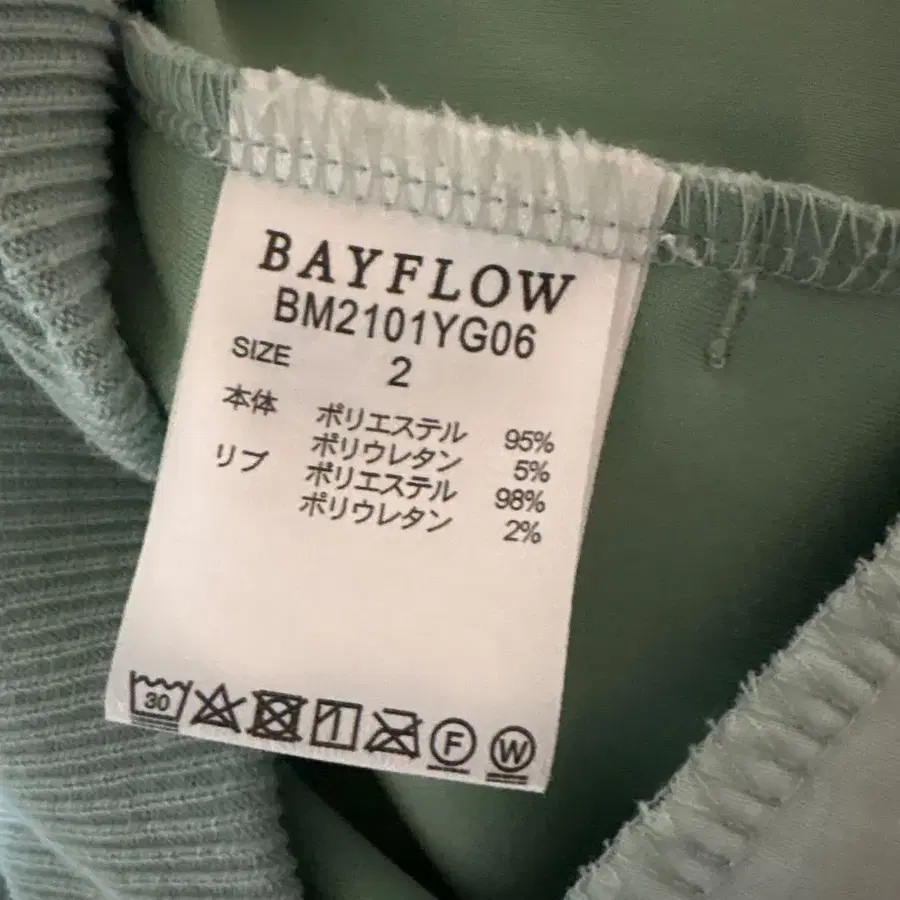 BAYFLOW
BM2101YG06
SIZE 2
本体 ポリエステル 95%
ポリウレタン 5%
リブ ポリエステル 98%
ポリウレタン 2%
30 F W